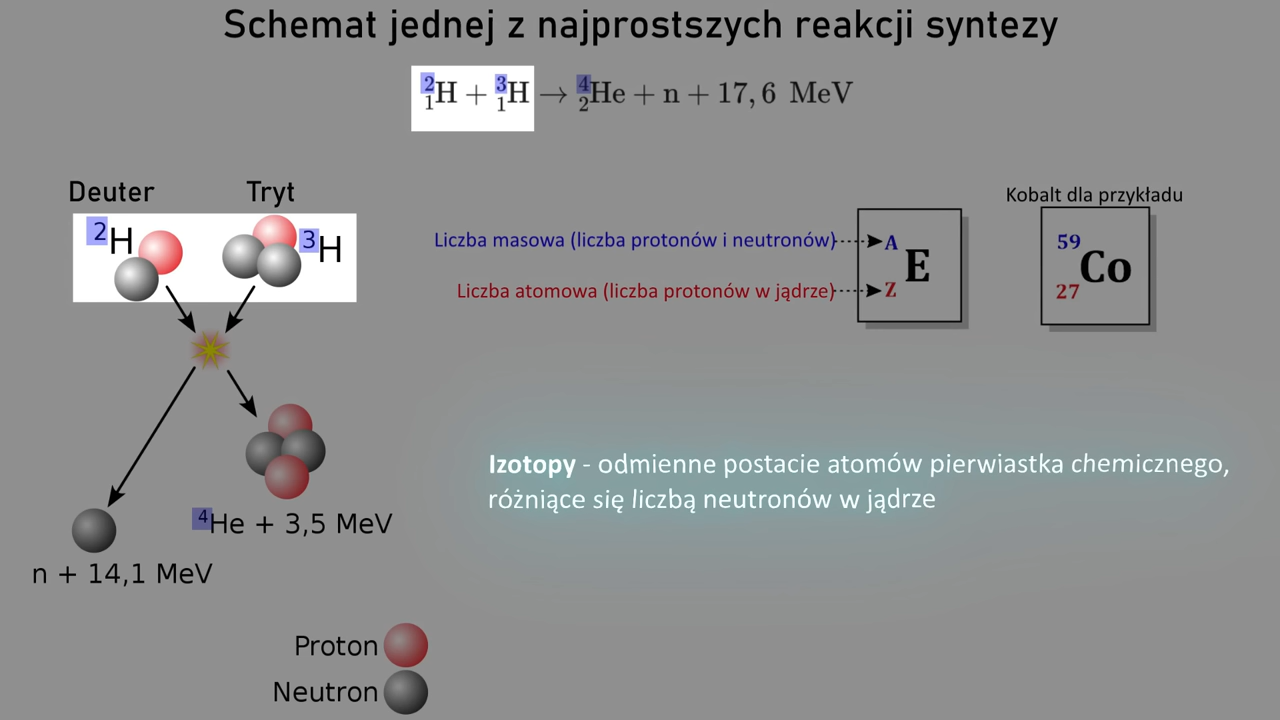 Schemat jednej z najprostszych reakcji syntezy
²₁H + ³₁H → ⁴₂He + n + 17,6 MeV
Deuter Tryt
²H ³H
Kobalt dla przykładu
Liczba masowa (liczba protonów i neutronów) A
E
Liczba atomowa (liczba protonów w jądrze) Z
59
Co
27
Izotopy - odmienne postacie atomów pierwiastka chemicznego,
różniące się liczbą neutronów w jądrze
⁴He + 3,5 MeV
n + 14,1 MeV
Proton
Neutron